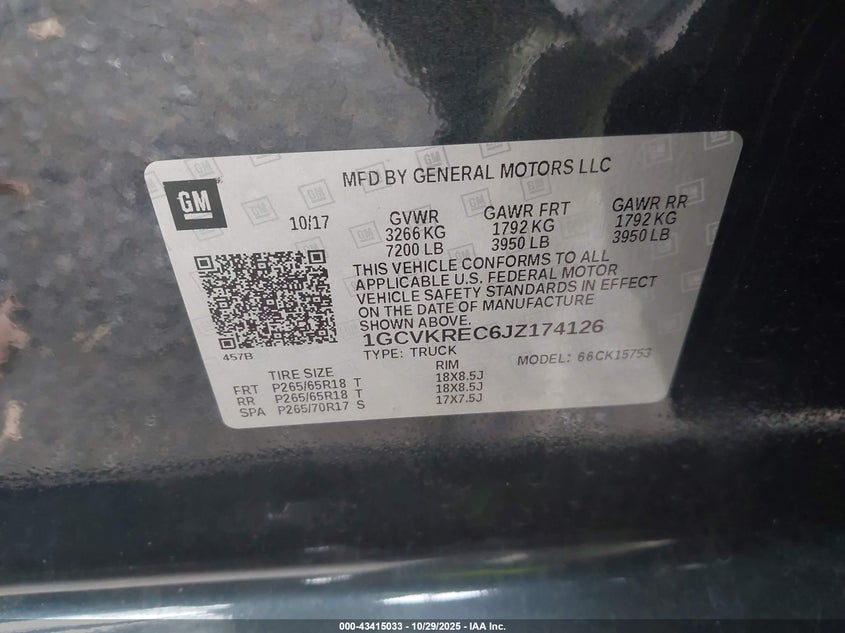 GM
MFD BY GENERAL MOTORS LLC
10/17
GVWR GAWR FRT GAWR RR
3266 KG 1792 KG 1792 KG
7200 LB 3950 LB 3950 LB
THIS VEHICLE CONFORMS TO ALL
APPLICABLE U.S. FEDERAL MOTOR
VEHICLE SAFETY STANDARDS IN EFFECT
ON THE DATE OF MANUFACTURE
SHOWN ABOVE.
1GCVKREC6JZ174126
457B
TYPE: TRUCK MODEL: 66CK15753
TIRE SIZE RIM
FRT P265/65R18 T 18X8.5J
RR P265/65R18 T 18X8.5J
SPA P265/70R17 S 17X7.5J
000-43415033 - 10/29/2025 - IAA Inc.